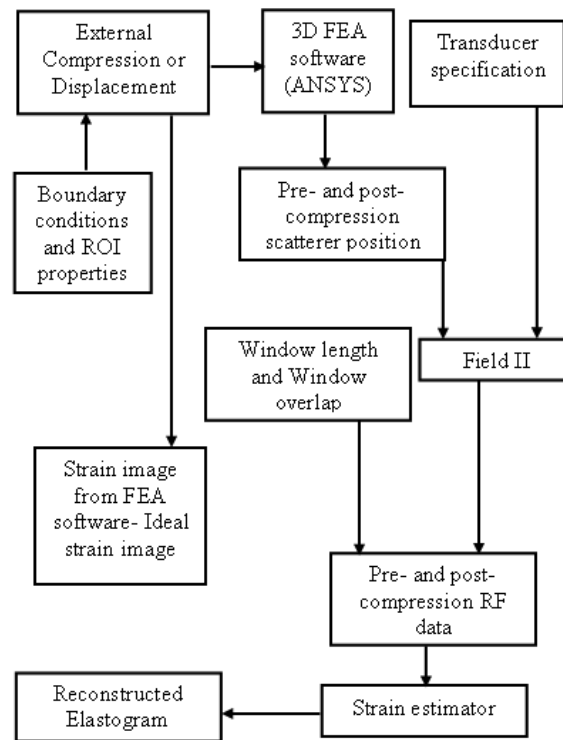 External
Compression or
Displacement
3D FEA
software
(ANSYS)
Transducer
specification
Boundary
conditions
and ROI
properties
Pre- and post-
compression
scatterer position
Window length
and Window
overlap
Field II
Strain image
from FEA
software- Ideal
strain image
Pre- and post-
compression RF
data
Reconstructed
Elastogram
Strain estimator